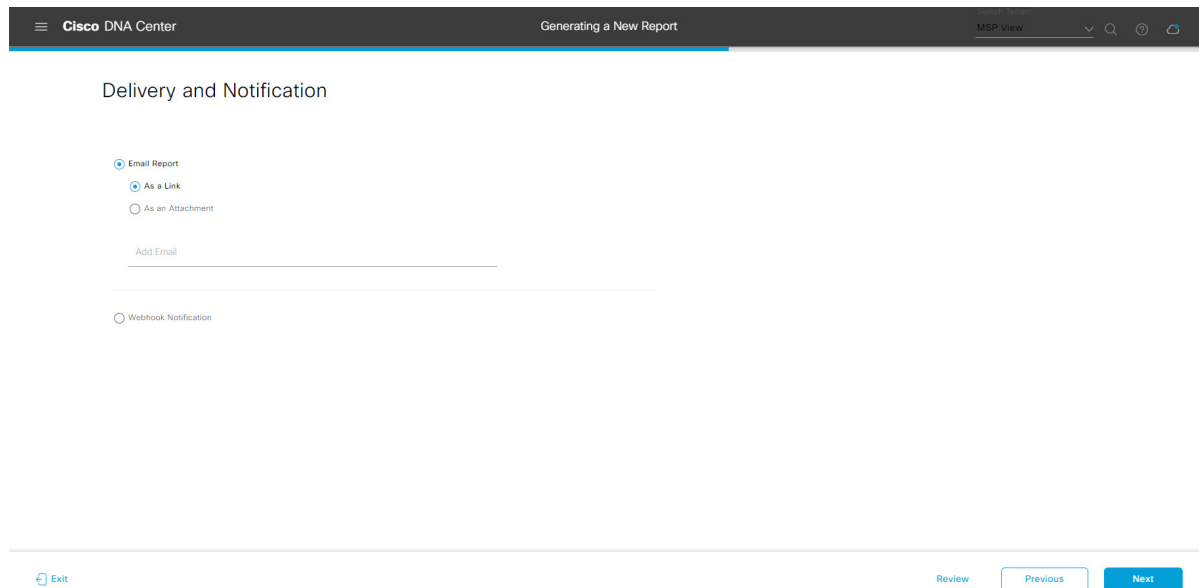 Cisco DNA Center
Generating a New Report
MSP View
Delivery and Notification
Email Report
As a Link
As an Attachment
Add Email
Webhook Notification
Exit
Review
Previous
Next